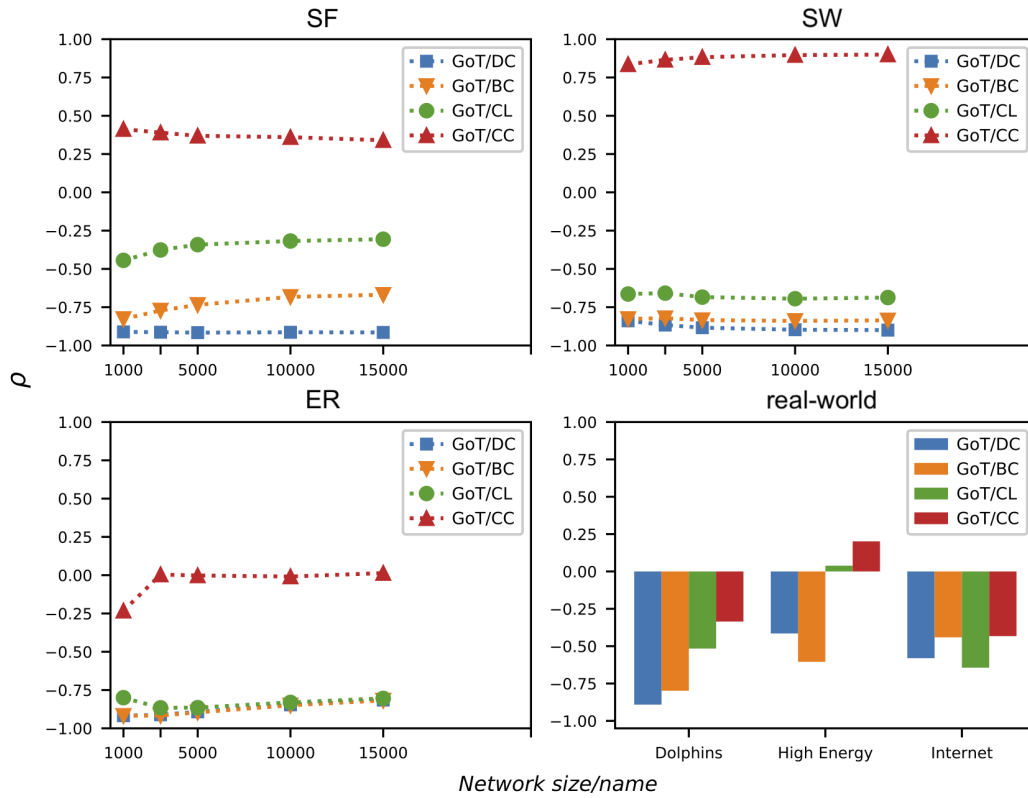 SF
1.00
0.75
0.50
0.25
0.00
−0.25
−0.50
−0.75
−1.00
1000
5000
10000
15000
GoT/DC
GoT/BC
GoT/CL
GoT/CC
SW
1.00
0.75
0.50
0.25
0.00
−0.25
−0.50
−0.75
−1.00
1000
5000
10000
15000
GoT/DC
GoT/BC
GoT/CL
GoT/CC
ρ
ER
1.00
0.75
0.50
0.25
0.00
−0.25
−0.50
−0.75
−1.00
1000
5000
10000
15000
GoT/DC
GoT/BC
GoT/CL
GoT/CC
real-world
1.00
0.75
0.50
0.25
0.00
−0.25
−0.50
−0.75
−1.00
Dolphins
High Energy
Internet
GoT/DC
GoT/BC
GoT/CL
GoT/CC
Network size/name